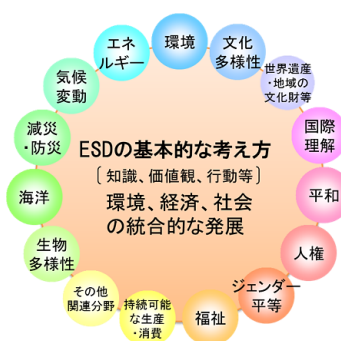 環境
文化
多様性
世界遺産
・地域の
文化財等
国際
理解
平和
人権
ジェンダー
平等
福祉
持続可能
な生産
・消費
その他
関連分野
生物
多様性
海洋
減災
・防災
気候
変動
エネ
ルギー
ESDの基本的な考え方
〔知識、価値観、行動等〕
環境、経済、社会
の統合的な発展